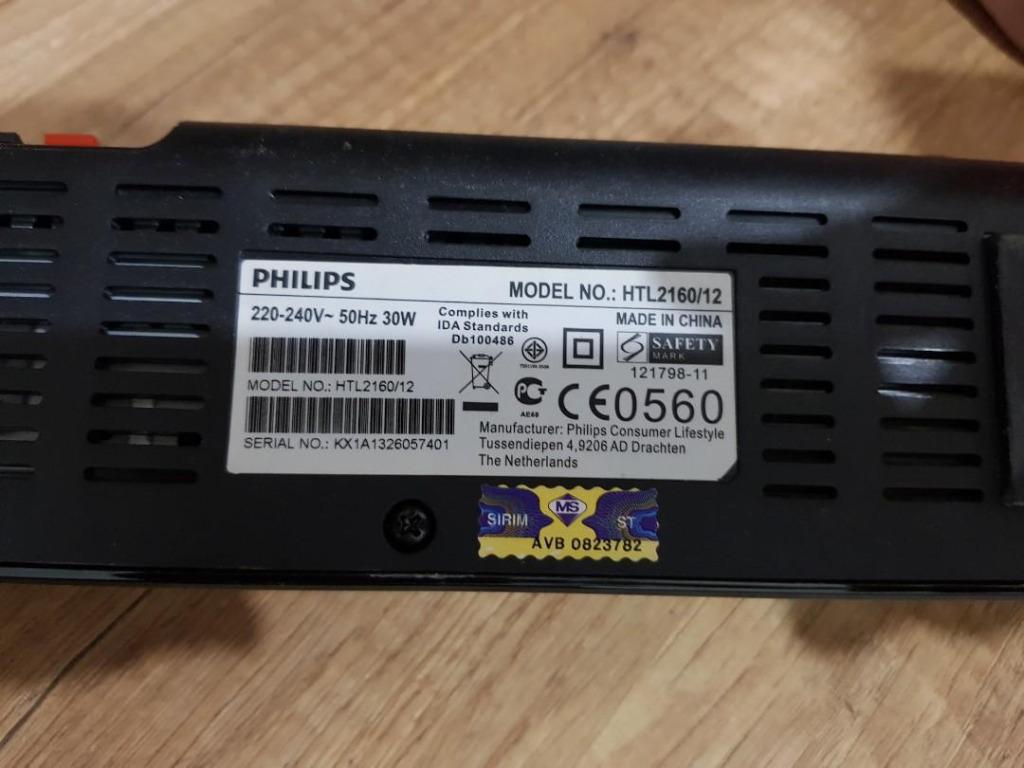 PHILIPS
MODEL NO.: HTL2160/12
220-240V~ 50Hz 30W
Complies with
IDA Standards
Db100486
MADE IN CHINA
SAFETY
MARK
121798-11
MODEL NO.: HTL2160/12
AE68
CE0560
SERIAL NO.: KX1A1326057401
Manufacturer: Philips Consumer Lifestyle
Tussendiepen 4,9206 AD Drachten
The Netherlands
SIRIM MS ST
AVB 0823782